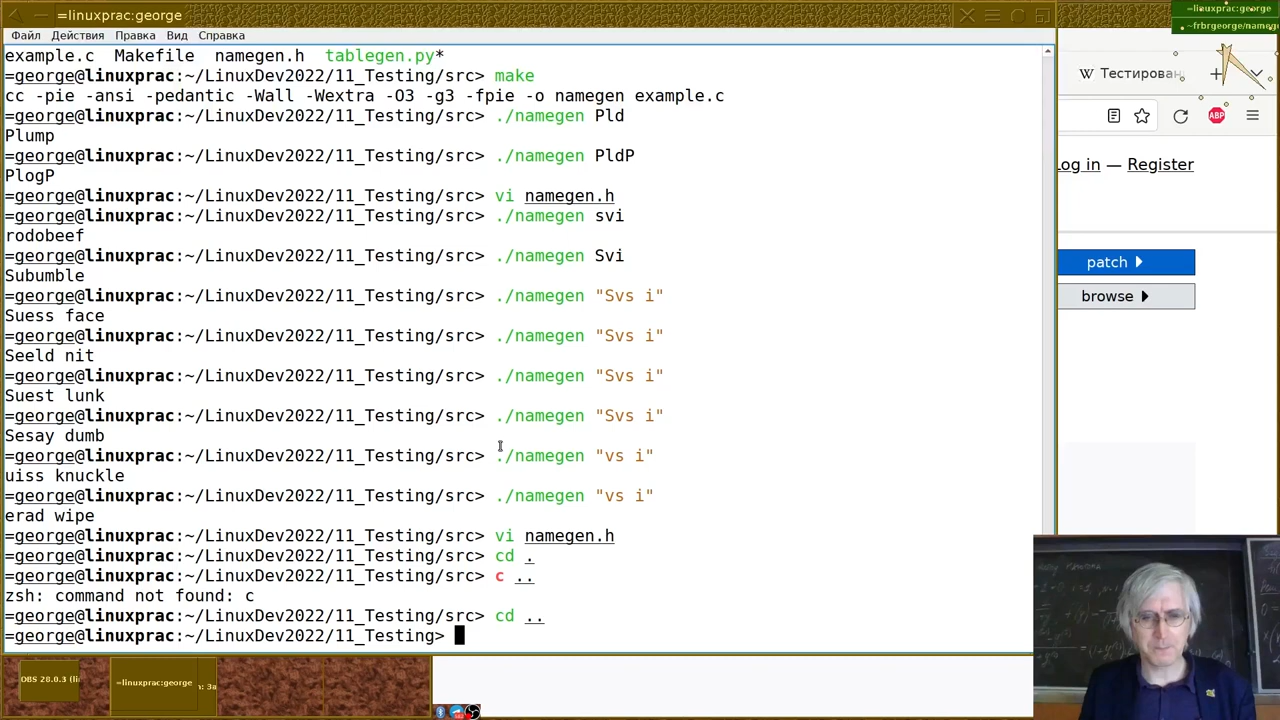 =linuxprac:george
=linuxprac:george
~frbrgeorge/name
Файл Действия Правка Вид Справка
example.c Makefile namegen.h tablegen.py*
=george@linuxprac:~/LinuxDev2022/11_Testing/src> make
cc -pie -ansi -pedantic -Wall -Wextra -O3 -g3 -fpie -o namegen example.c
=george@linuxprac:~/LinuxDev2022/11_Testing/src> ./namegen Pld
Plump
=george@linuxprac:~/LinuxDev2022/11_Testing/src> ./namegen PldP
PlogP
=george@linuxprac:~/LinuxDev2022/11_Testing/src> vi namegen.h
=george@linuxprac:~/LinuxDev2022/11_Testing/src> ./namegen svi
rodobeef
=george@linuxprac:~/LinuxDev2022/11_Testing/src> ./namegen Svi
Subumble
=george@linuxprac:~/LinuxDev2022/11_Testing/src> ./namegen "Svs i"
Suess face
=george@linuxprac:~/LinuxDev2022/11_Testing/src> ./namegen "Svs i"
Seeld nit
=george@linuxprac:~/LinuxDev2022/11_Testing/src> ./namegen "Svs i"
Suest lunk
=george@linuxprac:~/LinuxDev2022/11_Testing/src> ./namegen "Svs i"
Sesay dumb
=george@linuxprac:~/LinuxDev2022/11_Testing/src> ./namegen "vs i"
uiss knuckle
=george@linuxprac:~/LinuxDev2022/11_Testing/src> ./namegen "vs i"
erad wipe
=george@linuxprac:~/LinuxDev2022/11_Testing/src> vi namegen.h
=george@linuxprac:~/LinuxDev2022/11_Testing/src> cd .
=george@linuxprac:~/LinuxDev2022/11_Testing/src> c ..
zsh: command not found: c
=george@linuxprac:~/LinuxDev2022/11_Testing/src> cd ..
=george@linuxprac:~/LinuxDev2022/11_Testing>
W Тестирован
ABP
Log in — Register
patch
browse
OBS 28.0.3 (li
=linuxprac:george